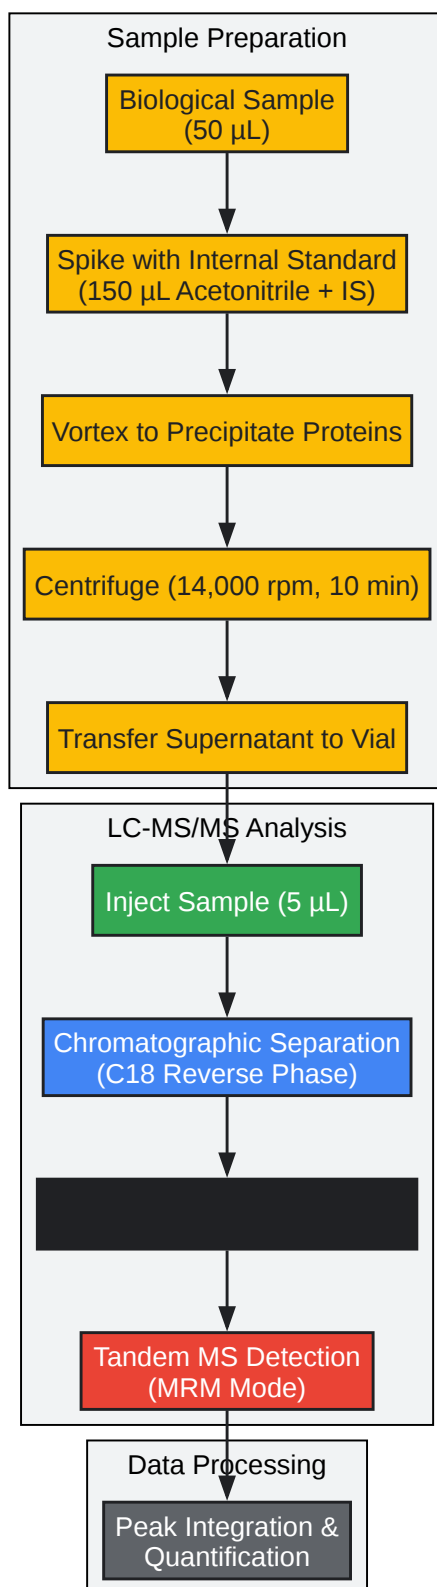 Sample Preparation
Biological Sample
(50 µL)
Spike with Internal Standard
(150 µL Acetonitrile + IS)
Vortex to Precipitate Proteins
Centrifuge (14,000 rpm, 10 min)
Transfer Supernatant to Vial
LC-MS/MS Analysis
Inject Sample (5 µL)
Chromatographic Separation
(C18 Reverse Phase)
Tandem MS Detection
(MRM Mode)
Data Processing
Peak Integration &
Quantification